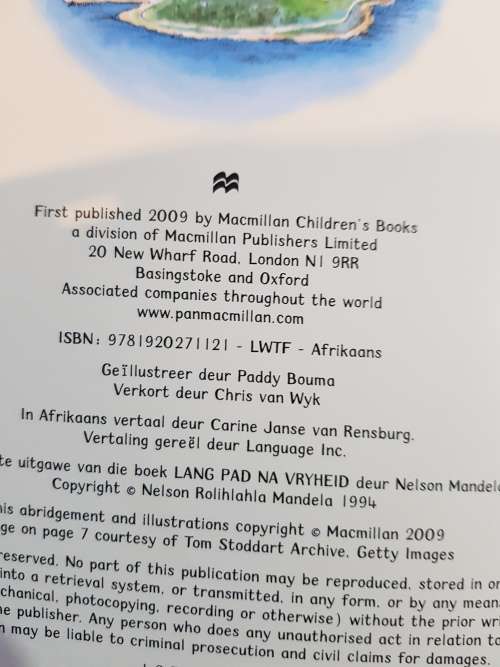 First published 2009 by Macmillan Children's Books
a division of Macmillan Publishers Limited
20 New Wharf Road, London N1 9RR
Basingstoke and Oxford
Associated companies throughout the world
www.panmacmillan.com
ISBN: 9781920271121 - LWTF - Afrikaans
Geïllustreer deur Paddy Bouma
Verkort deur Chris van Wyk
In Afrikaans vertaal deur Carine Janse van Rensburg.
Vertaling gereël deur Language Inc.
uitgawe van die boek LANG PAD NA VRYHEID deur Nelson Mandela
Copyright © Nelson Rolihlahla Mandela 1994
abridgement and illustrations copyright © Macmillan 2009
on page 7 courtesy of Tom Stoddart Archive, Getty Images
reserved. No part of this publication may be reproduced, stored in or
into a retrieval system, or transmitted, in any form, or by any means
photocopying, recording or otherwise) without the prior
publisher. Any person who does any unauthorised act in relation to
may be liable to criminal prosecution and civil claims for damages.